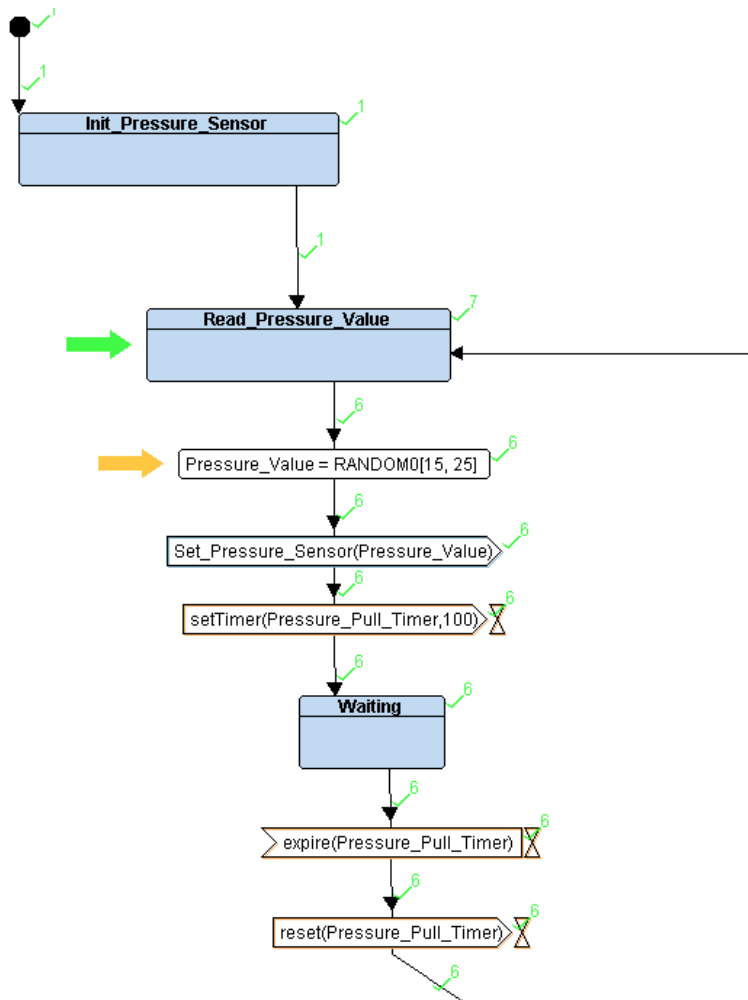 1
1
Init_Pressure_Sensor
1
1
Read_Pressure_Value
7
6
Pressure_Value = RANDOM0[15, 25]
6
6
Set_Pressure_Sensor(Pressure_Value)
6
6
setTimer(Pressure_Pull_Timer,100)
6
6
Waiting
6
6
expire(Pressure_Pull_Timer)
6
6
reset(Pressure_Pull_Timer)
6
6